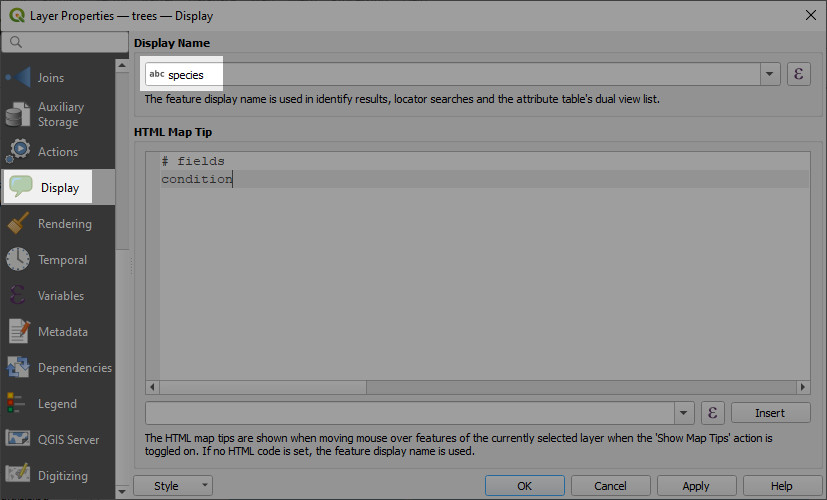 Layer Properties — trees — Display
Joins
Auxiliary
Storage
Actions
Display
Rendering
Temporal
Variables
Metadata
Dependencies
Legend
QGIS Server
Digitizing
Display Name
abc species
ε
The feature display name is used in identify results, locator searches and the attribute table's dual view list.
HTML Map Tip
# fields
condition
ε
Insert
The HTML map tips are shown when moving mouse over features of the currently selected layer when the 'Show Map Tips' action is
toggled on. If no HTML code is set, the feature display name is used.
Style
OK
Cancel
Apply
Help